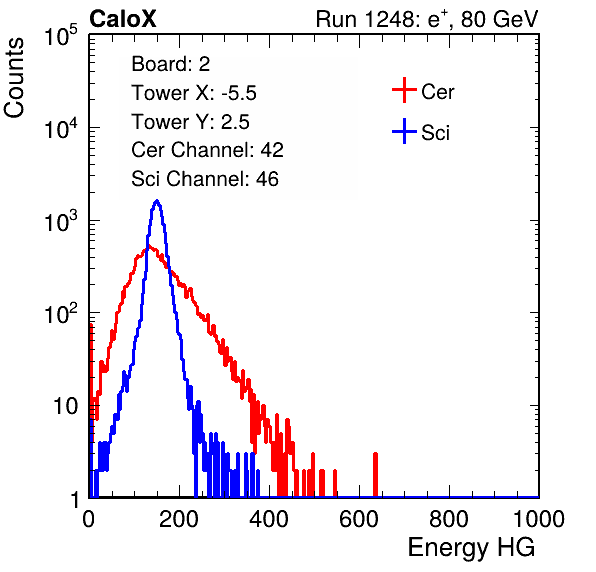 CaloX Run 1248: e⁺, 80 GeV
Counts
Board: 2
Tower X: -5.5
Tower Y: 2.5
Cer Channel: 42
Sci Channel: 46
Cer
Sci
10⁵
10⁴
10³
10²
10
1
0 200 400 600 800 1000
Energy HG